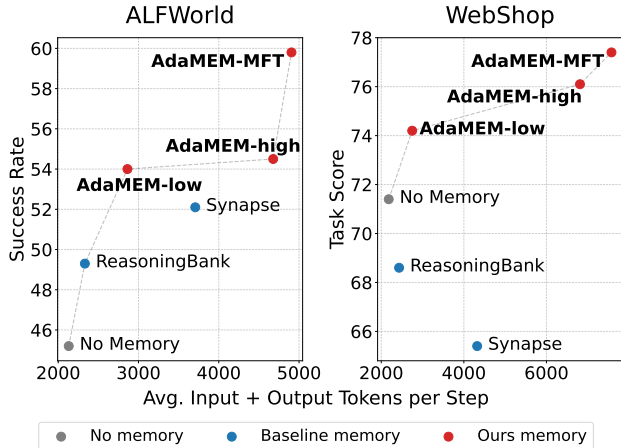 ALFWorld
WebShop
Success Rate
60
58
56
54
52
50
48
46
2000
3000
4000
5000
AdaMEM-MFT
AdaMEM-high
AdaMEM-low
Synapse
ReasoningBank
No Memory
Task Score
78
76
74
72
70
68
66
2000
4000
6000
AdaMEM-MFT
AdaMEM-high
AdaMEM-low
No Memory
ReasoningBank
Synapse
Avg. Input + Output Tokens per Step
No memory
Baseline memory
Ours memory